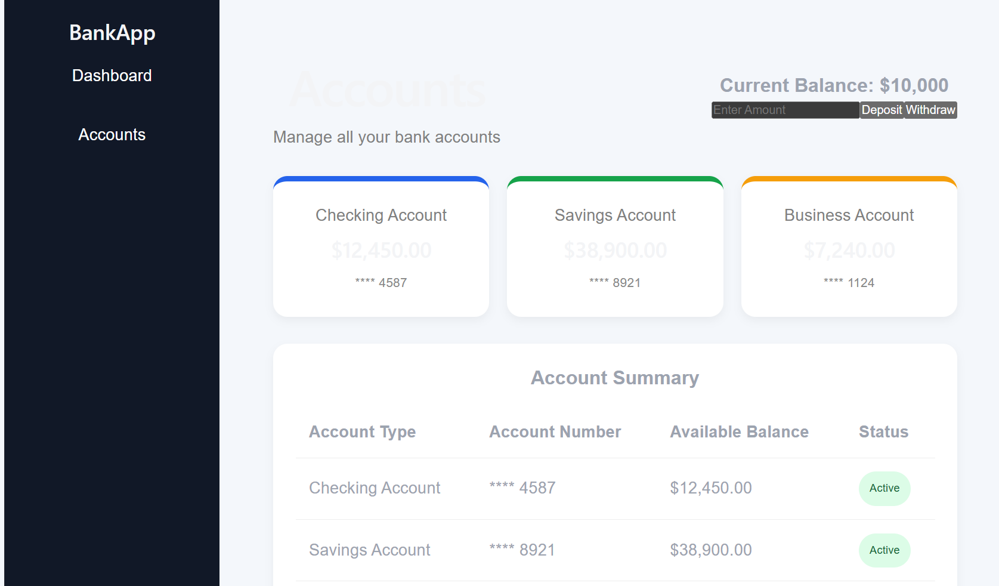 BankApp
Dashboard
Accounts
Accounts
Current Balance: $10,000
Enter Amount Deposit Withdraw
Manage all your bank accounts
Checking Account
$12,450.00
**** 4587
Savings Account
$38,900.00
**** 8921
Business Account
$7,240.00
**** 1124
Account Summary
Account Type Account Number Available Balance Status
Checking Account **** 4587 $12,450.00 Active
Savings Account **** 8921 $38,900.00 Active